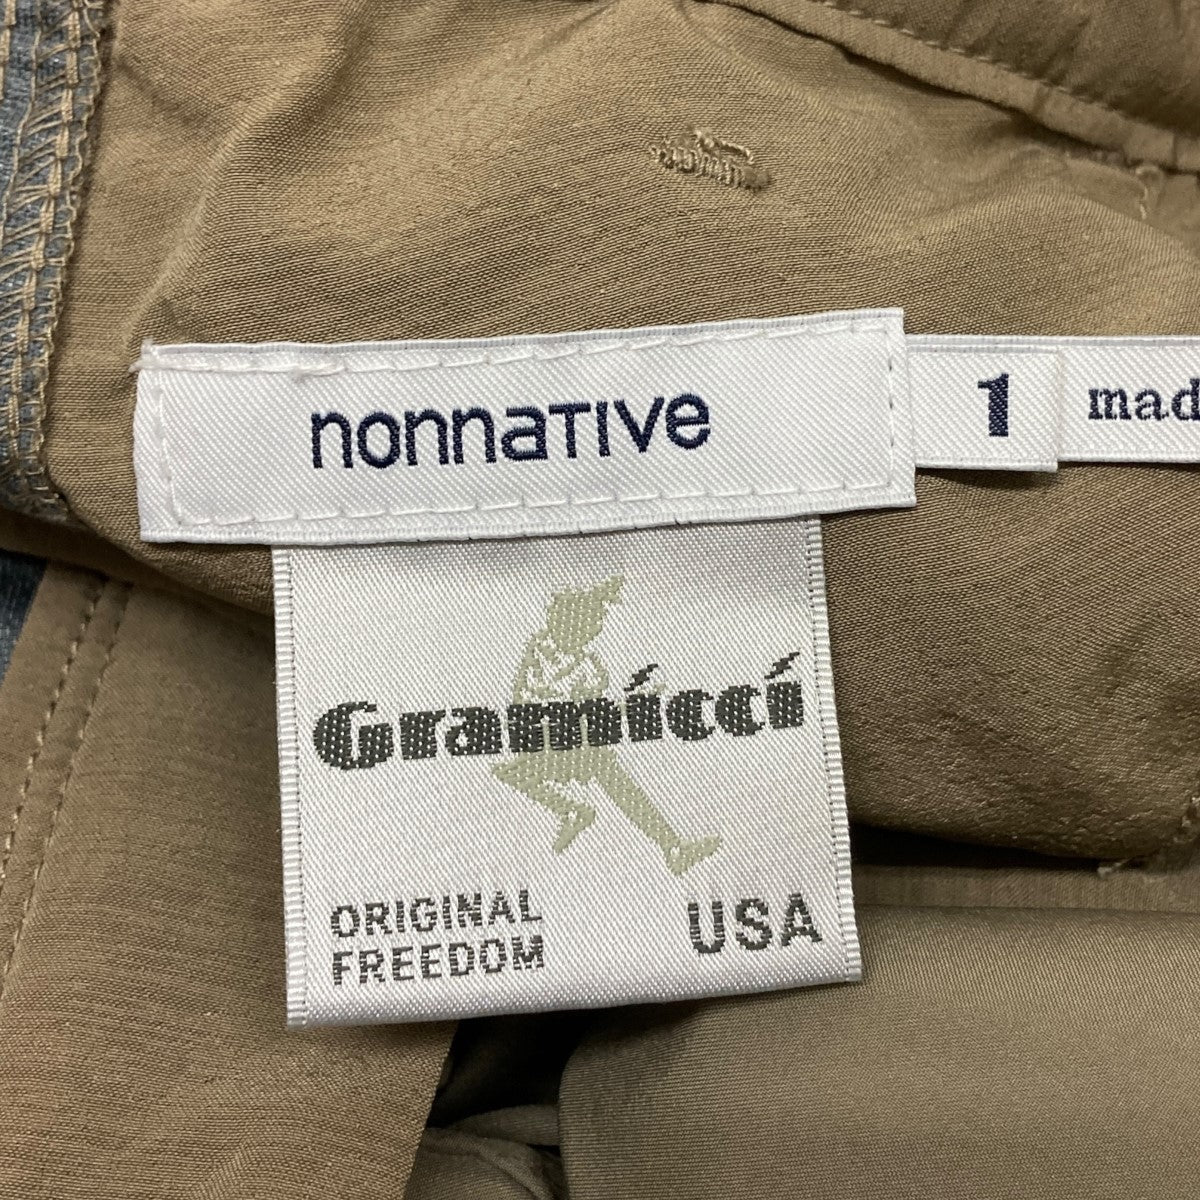 nonnative
1
mad
Gramicci
ORIGINAL
FREEDOM
USA